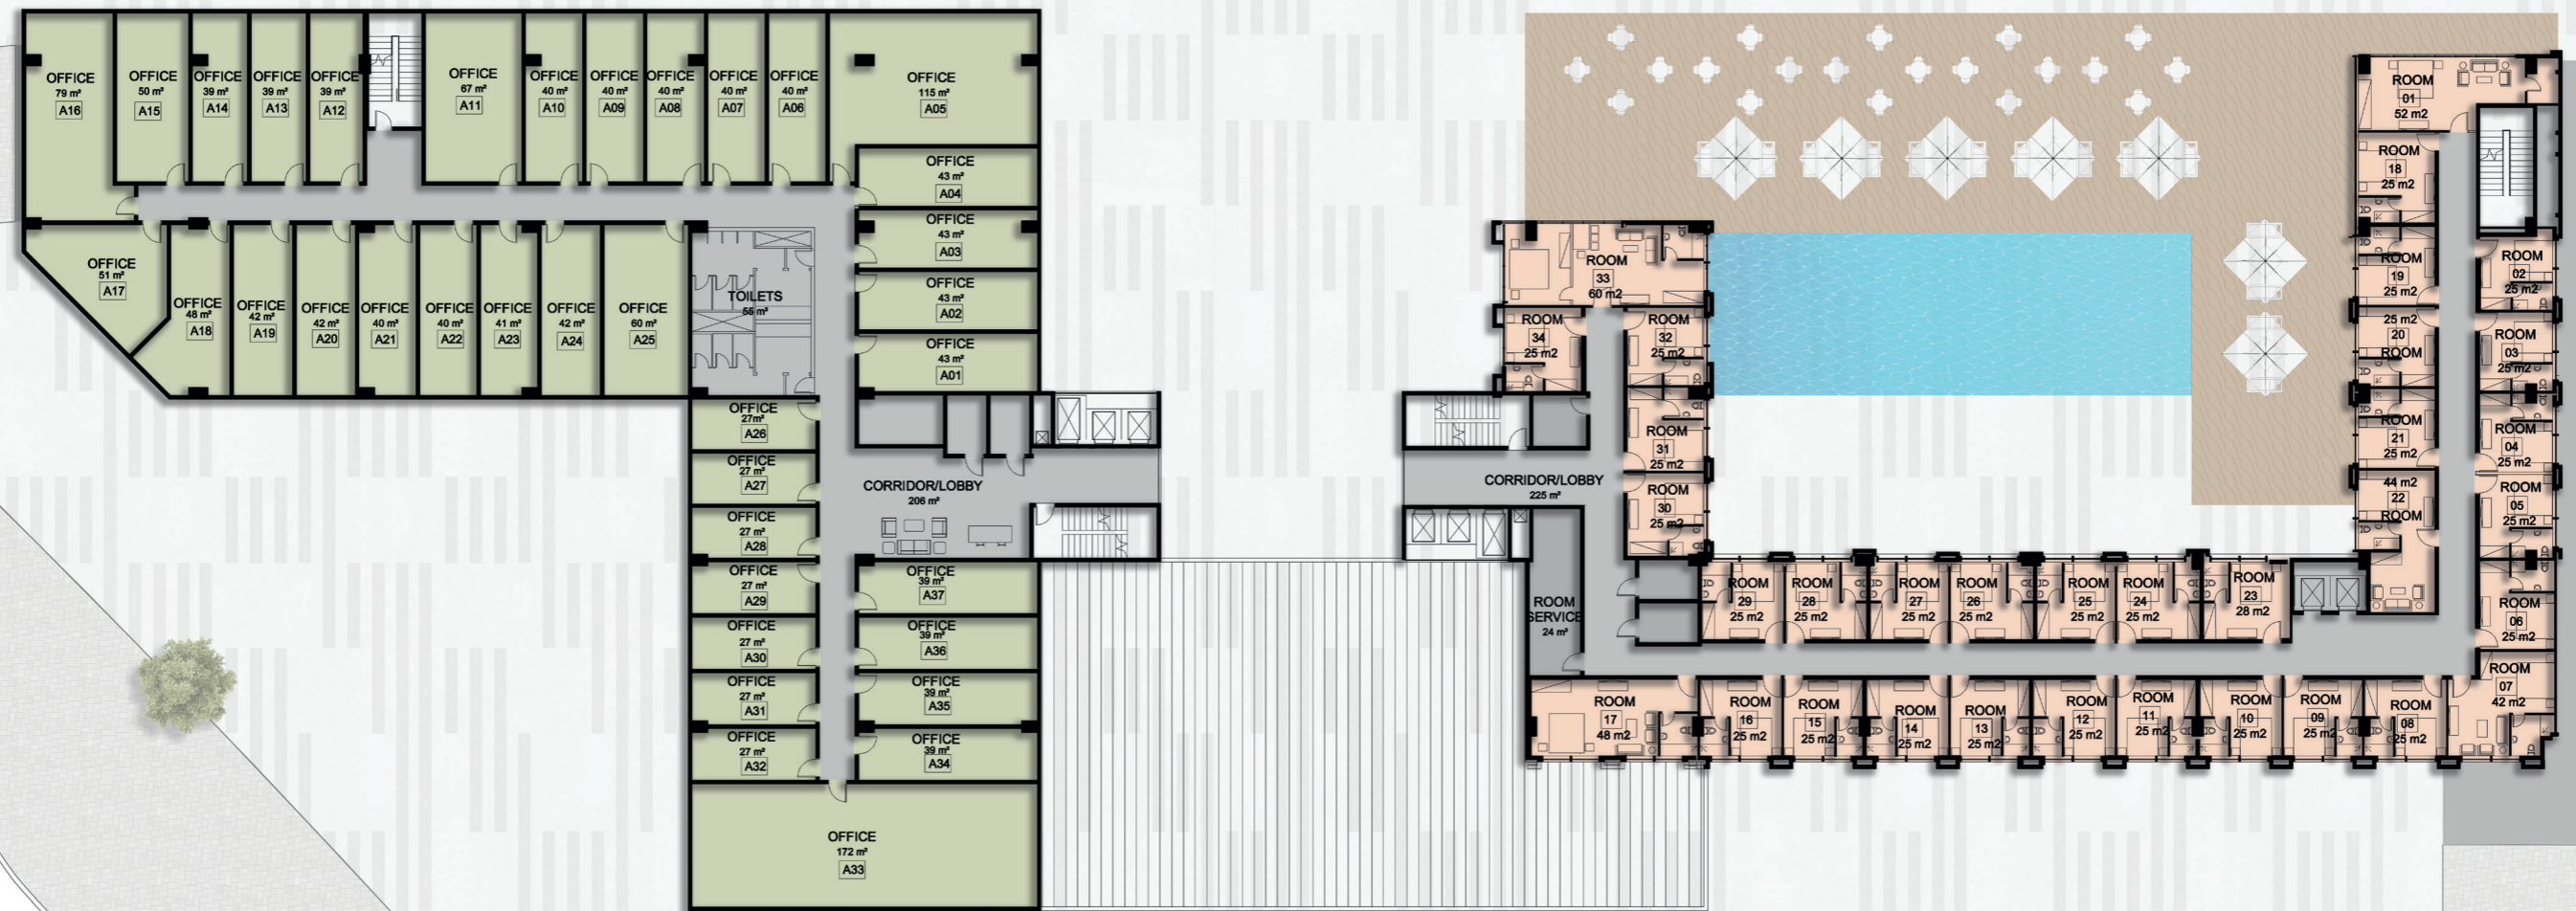 OFFICE
79 m²
A16
OFFICE
50 m²
A15
OFFICE
39 m²
A14
OFFICE
39 m²
A13
OFFICE
39 m²
A12
OFFICE
67 m²
A11
OFFICE
40 m²
A10
OFFICE
40 m²
A09
OFFICE
40 m²
A08
OFFICE
40 m²
A07
OFFICE
40 m²
A06
OFFICE
115 m²
A05
OFFICE
43 m²
A04
OFFICE
43 m²
A03
OFFICE
43 m²
A02
OFFICE
43 m²
A01
OFFICE
51 m²
A17
OFFICE
48 m²
A18
OFFICE
42 m²
A19
OFFICE
42 m²
A20
OFFICE
40 m²
A21
OFFICE
40 m²
A22
OFFICE
41 m²
A23
OFFICE
42 m²
A24
OFFICE
60 m²
A25
TOILETS
55 m²
OFFICE
27m²
A26
OFFICE
27 m²
A27
OFFICE
27 m²
A28
OFFICE
27 m²
A29
OFFICE
27 m²
A30
OFFICE
27 m²
A31
OFFICE
27 m²
A32
CORRIDOR/LOBBY
206 m²
OFFICE
39 m²
A37
OFFICE
39 m²
A36
OFFICE
39 m²
A35
OFFICE
39 m²
A34
OFFICE
172 m²
A33
ROOM
01
52 m2
ROOM
18
25 m2
ROOM
19
25 m2
25 m2
20
ROOM
ROOM
21
25 m2
44 m2
22
ROOM
ROOM
02
25 m2
ROOM
03
25 m2
ROOM
04
25 m2
ROOM
05
25 m2
ROOM
06
25 m2
ROOM
07
42 m2
ROOM
33
60 m2
ROOM
34
25 m2
ROOM
32
25 m2
ROOM
31
25 m2
CORRIDOR/LOBBY
225 m²
ROOM
30
25 m2
ROOM
SERVICE
24 m²
ROOM
29
25 m2
ROOM
28
25 m2
ROOM
27
25 m2
ROOM
26
25 m2
ROOM
25
25 m2
ROOM
24
25 m2
ROOM
23
28 m2
ROOM
17
48 m2
ROOM
16
25 m2
ROOM
15
25 m2
ROOM
14
25 m2
ROOM
13
25 m2
ROOM
12
25 m2
ROOM
11
25 m2
ROOM
10
25 m2
ROOM
09
25 m2
ROOM
08
25 m2